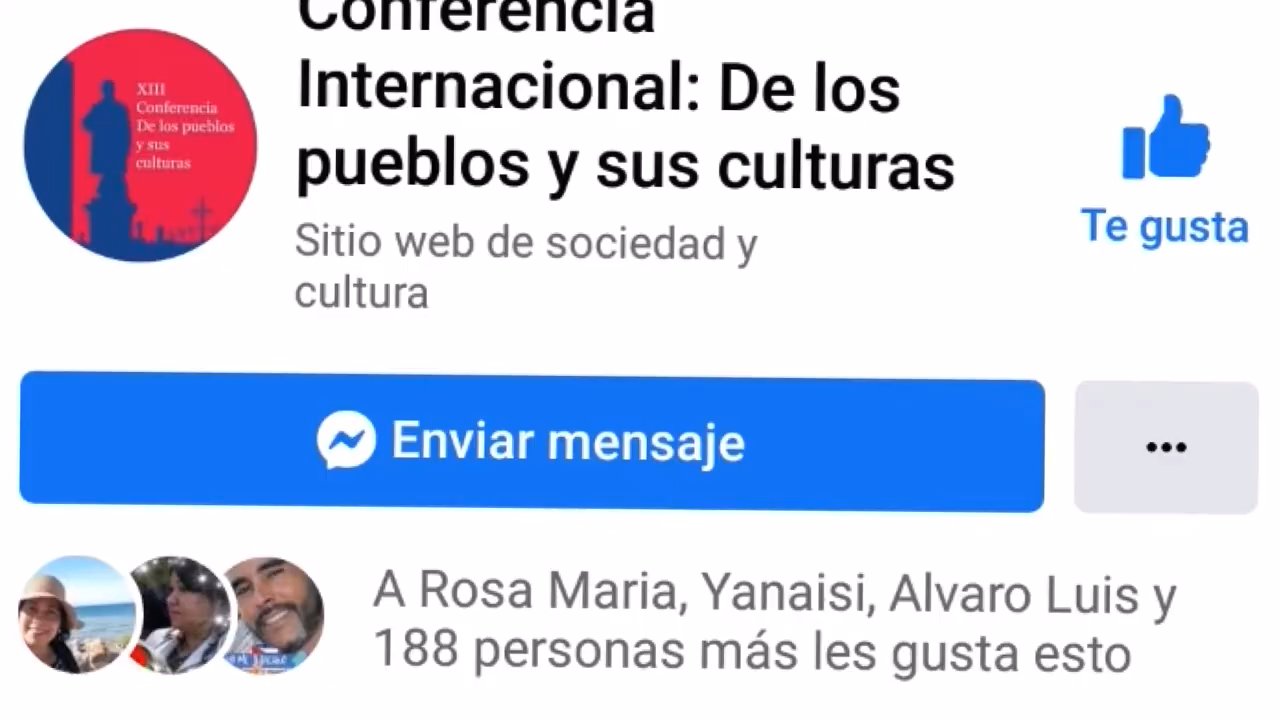 Conferencia
Internacional: De los
pueblos y sus culturas
XIII
Conferencia
De los pueblos
y sus
culturas
Sitio web de sociedad y
cultura
Te gusta
Enviar mensaje
A Rosa Maria, Yanaisi, Alvaro Luis y
188 personas más les gusta esto